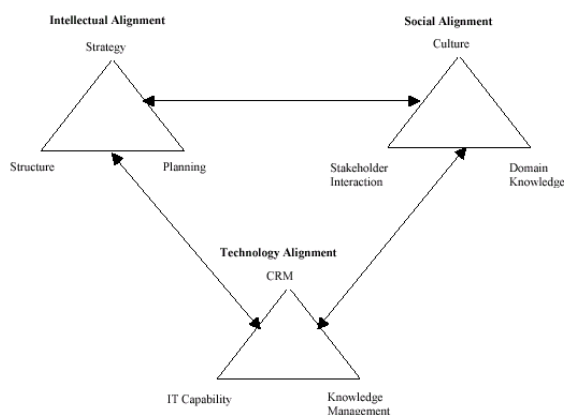 Intellectual Alignment
Strategy
Structure
Planning
Social Alignment
Culture
Stakeholder
Interaction
Domain
Knowledge
Technology Alignment
CRM
IT Capability
Knowledge
Management